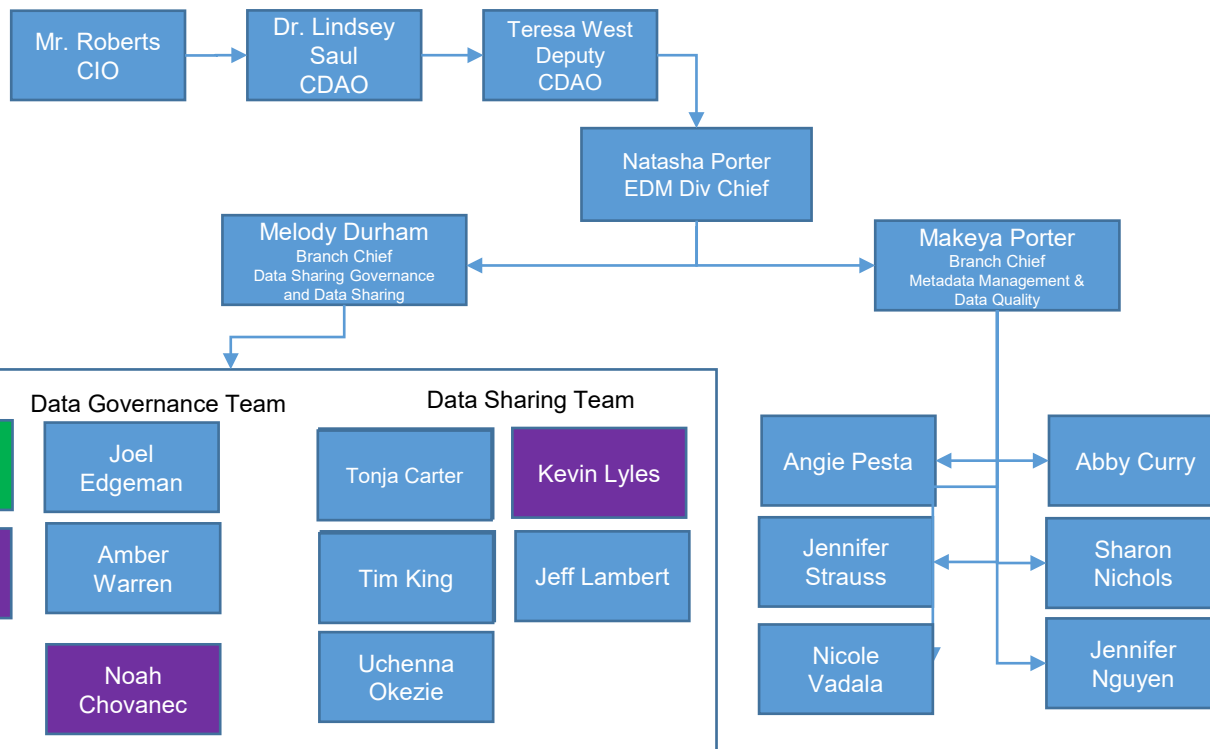 Mr. Roberts
CIO
Dr. Lindsey
Saul
CDAO
Teresa West
Deputy
CDAO
Natasha Porter
EDM Div Chief
Melody Durham
Branch Chief
Data Sharing Governance
and Data Sharing
Makeya Porter
Branch Chief
Metadata Management &
Data Quality
Data Governance Team
Joel
Edgeman
Amber
Warren
Noah
Chovanec
Data Sharing Team
Tonja Carter
Kevin Lyles
Tim King
Jeff Lambert
Uchenna
Okezie
Angie Pesta
Abby Curry
Jennifer
Strauss
Sharon
Nichols
Nicole
Vadala
Jennifer
Nguyen